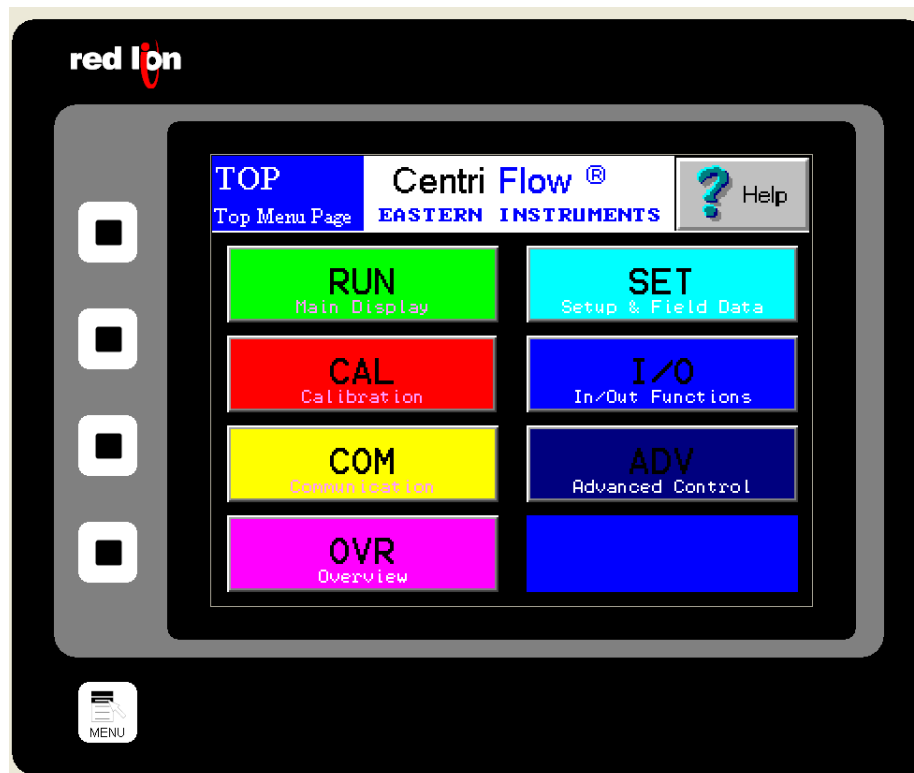 red lion
TOP
Top Menu Page
Centri Flow ®
EASTERN INSTRUMENTS
? Help
RUN
Main Display
SET
Setup & Field Data
CAL
Calibration
I/O
In/Out Functions
COM
Communication
ADV
Advanced Control
OVR
Overview
MENU